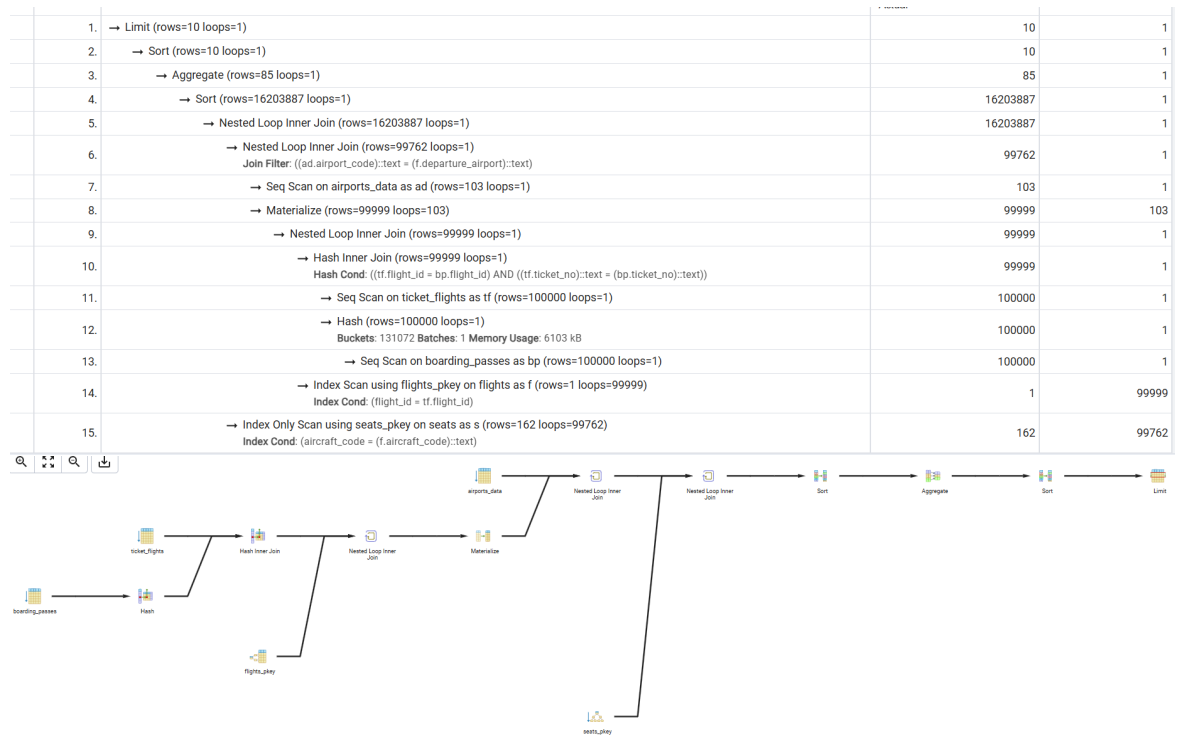 1. → Limit (rows=10 loops=1) 10 1
2. → Sort (rows=10 loops=1) 10 1
3. → Aggregate (rows=85 loops=1) 85 1
4. → Sort (rows=16203887 loops=1) 16203887 1
5. → Nested Loop Inner Join (rows=16203887 loops=1) 16203887 1
6. → Nested Loop Inner Join (rows=99762 loops=1) 99762 1
Join Filter: ((ad.airport_code)::text = (f.departure_airport)::text)
7. → Seq Scan on airports_data as ad (rows=103 loops=1) 103 1
8. → Materialize (rows=99999 loops=103) 99999 103
9. → Nested Loop Inner Join (rows=99999 loops=1) 99999 1
10. → Hash Inner Join (rows=99999 loops=1) 99999 1
Hash Cond: ((tf.flight_id = bp.flight_id) AND ((tf.ticket_no)::text = (bp.ticket_no)::text))
11. → Seq Scan on ticket_flights as tf (rows=100000 loops=1) 100000 1
12. → Hash (rows=100000 loops=1) 100000 1
Buckets: 131072 Batches: 1 Memory Usage: 6103 kB
13. → Seq Scan on boarding_passes as bp (rows=100000 loops=1) 100000 1
14. → Index Scan using flights_pkey on flights as f (rows=1 loops=99999) 1 99999
Index Cond: (flight_id = tf.flight_id)
15. → Index Only Scan using seats_pkey on seats as s (rows=162 loops=99762) 162 99762
Index Cond: (aircraft_code = (f.aircraft_code)::text)
airports_data Nested Loop Inner Join Nested Loop Inner Join Sort Aggregate Sort Limit
ticket_flights Hash Inner Join Nested Loop Inner Join Materialize
boarding_passes Hash
flights_pkey
seats_pkey